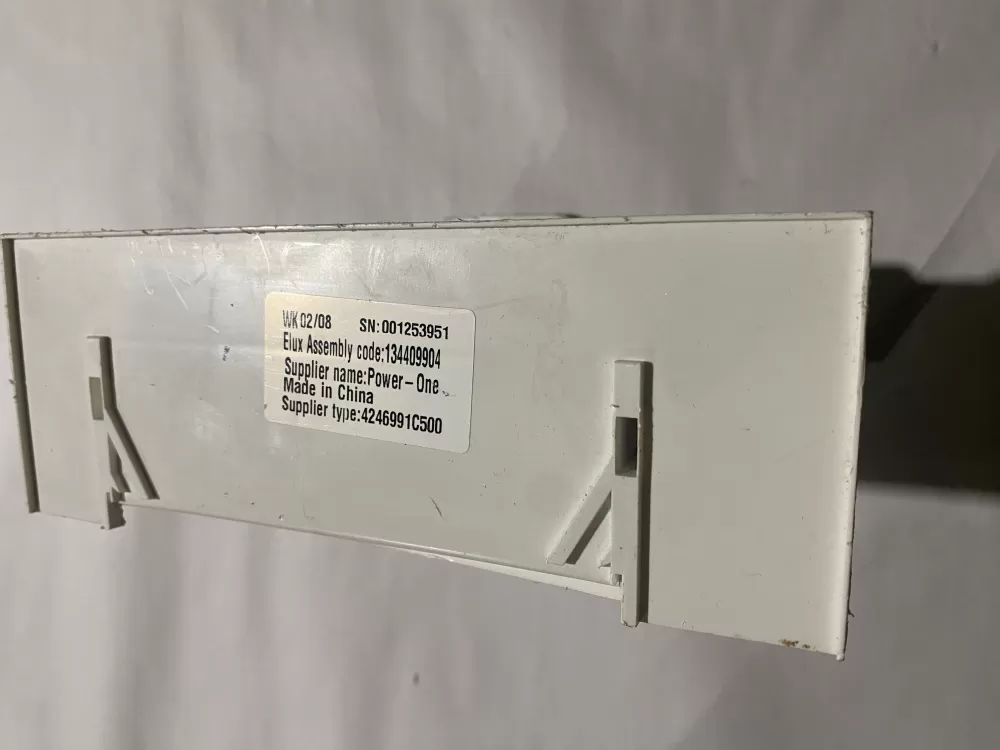 WK 02/08 SN:001253951
Elux Assembly code:134409904
Supplier name:Power-One
Made in China
Supplier type:4246991C500